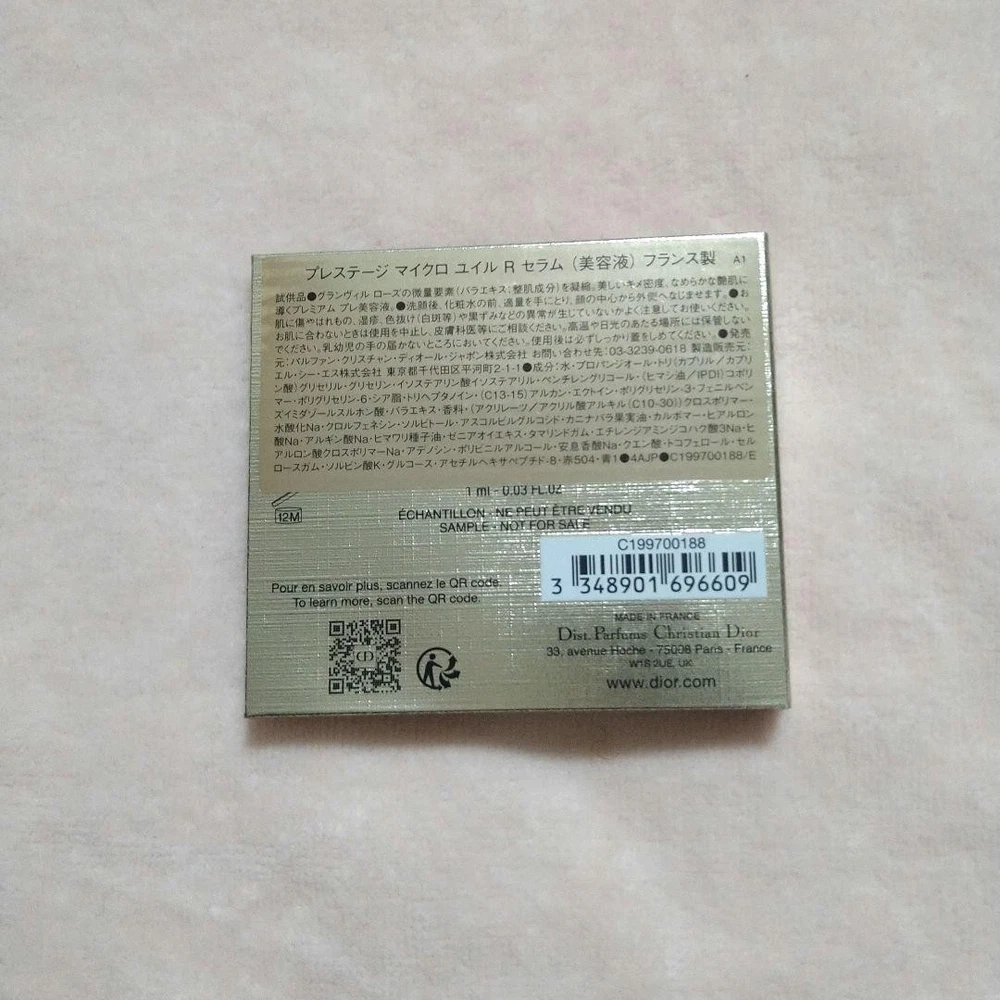 プレステージ マイクロ ユイル R セラム（美容液）フランス製 A1
試供品●グランヴィル ローズの微量要素（バラエキス：整肌成分）を凝縮。美しいキメ密度、なめらかな艶肌に
導くプレミアム プレ美容液。●洗顔後、化粧水の前、適量を手にとり、顔の中心から外側へなじませます。●お
肌に傷やはれもの、湿疹、色抜け（白斑等）や黒ずみなどの異常が生じていないかよく注意してお使いください。
お肌に合わないときは使用を中止し、皮膚科医等にご相談ください。高温や日光のあたる場所には保管しない
でください。乳幼児の手の届かないところにおいてください。使用後は必ずしっかり蓋をしめてください。●発売
元：パルファン・クリスチャン・ディオール・ジャポン株式会社 お問い合わせ先：03-3239-0618 製造販売元：
エル・シー・エス株式会社 東京都千代田区平河町2-1-1●成分：水・プロパンジオール・トリ（カプリル／カプリ
ン酸）グリセリル・グリセリン・イソステアリン酸イソステアリル・ペンチレングリコール・（ヒマシ油／IPDI）コポリ
マー・ポリグリセリン-6・シア脂・トリヘプタノイン・（C13-15）アルカン・エクトイン・ポリグリセリン-3・フェニルベン
ズイミダゾールスルホン酸・バラエキス・香料・（アクリレーツ／アクリル酸アルキル（C10-30））クロスポリマー・
水酸化Na・クロルフェネシン・ソルビトール・アスコルビルグルコシド・カニナバラ果実油・カルボマー・ヒアルロン
酸Na・アルギン酸Na・ヒマワリ種子油・ゼニアオイエキス・タマリンドガム・エチレンジアミンジコハク酸3Na・ヒ
アルロン酸クロスポリマーNa・アデノシン・ポリビニルアルコール・安息香酸Na・クエン酸・トコフェロール・セル
ロースガム・ソルビン酸K・グルコース・アセチルヘキサペプチド-8・赤504・青1●4AJP●C199700188/E
1 ml - 0.03 FL.OZ
12M
ÉCHANTILLON - NE PEUT ÊTRE VENDU
SAMPLE - NOT FOR SALE
C199700188
3 348901 696609
Pour en savoir plus, scannez le QR code.
To learn more, scan the QR code.
CD
MADE IN FRANCE
Dist. Parfums Christian Dior
33, avenue Hoche - 75008 Paris - France
W1S 2UE, UK
www.dior.com